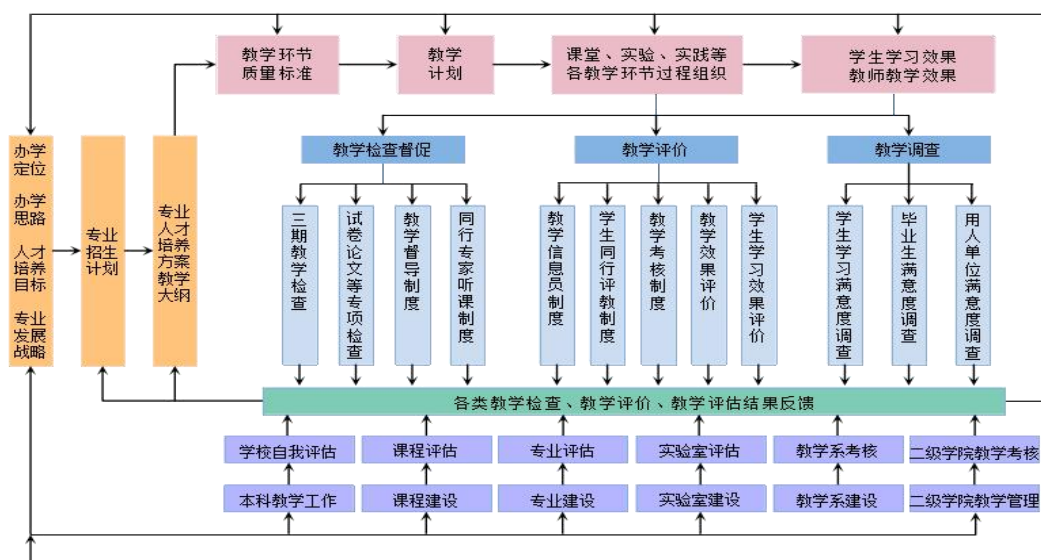 教学环节
质量标准
教学
计划
课堂、实验、实践等
各教学环节过程组织
学生学习效果
教师教学效果
办学
定位
办学
思路
人才
培养
目标
专业
发展
战略
专业
招生
计划
专业
人才
培养
方案
教学
大纲
教学检查督促
教学评价
教学调查
三期教学检查
试卷论文等专项检查
教学督导制度
同行专家听课制度
教学信息员制度
学生同行评教制度
教学考核制度
教学效果评价
学生学习效果评价
学生学习满意度调查
毕业生满意度调查
用人单位满意度调查
各类教学检查、教学评价、教学评估结果反馈
学校自我评估
课程评估
专业评估
实验室评估
教学系考核
二级学院教学考核
本科教学工作
课程建设
专业建设
实验室建设
教学系建设
二级学院教学管理